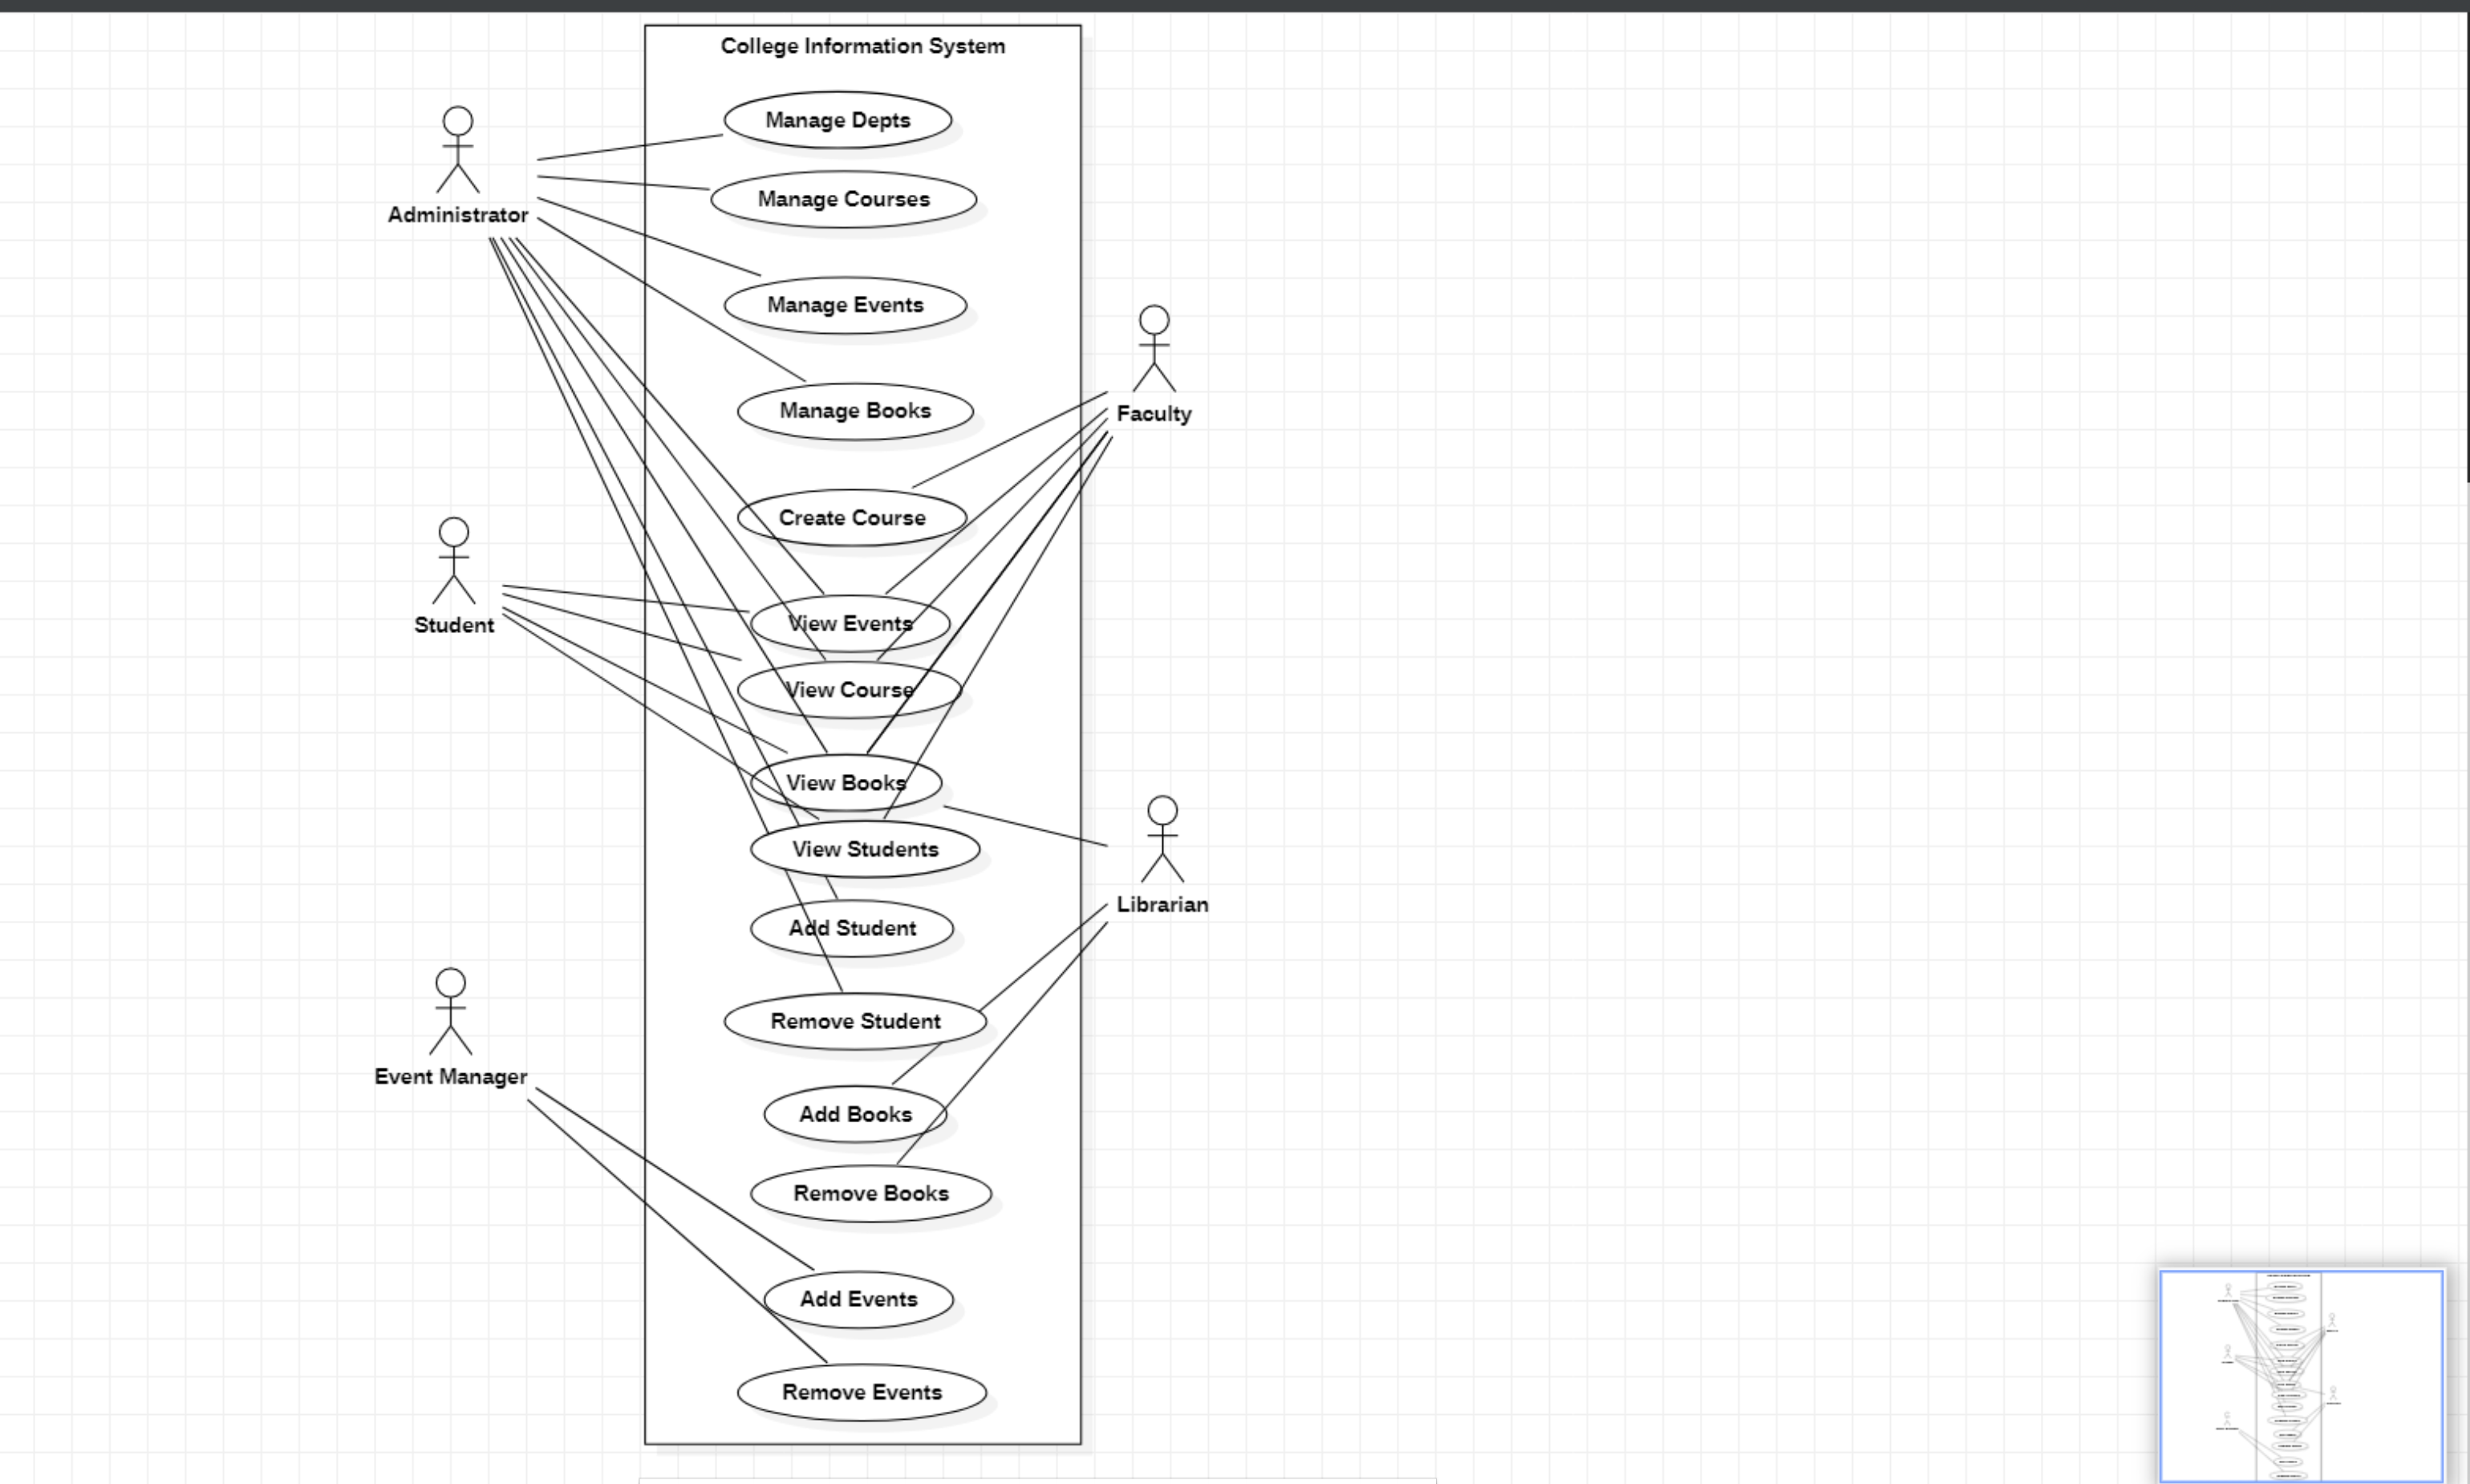 College Information System
Manage Depts
Manage Courses
Administrator
Manage Events
Manage Books
Faculty
Create Course
View Events
Student
View Course
View Books
View Students
Librarian
Add Student
Remove Student
Event Manager
Add Books
Remove Books
Add Events
Remove Events